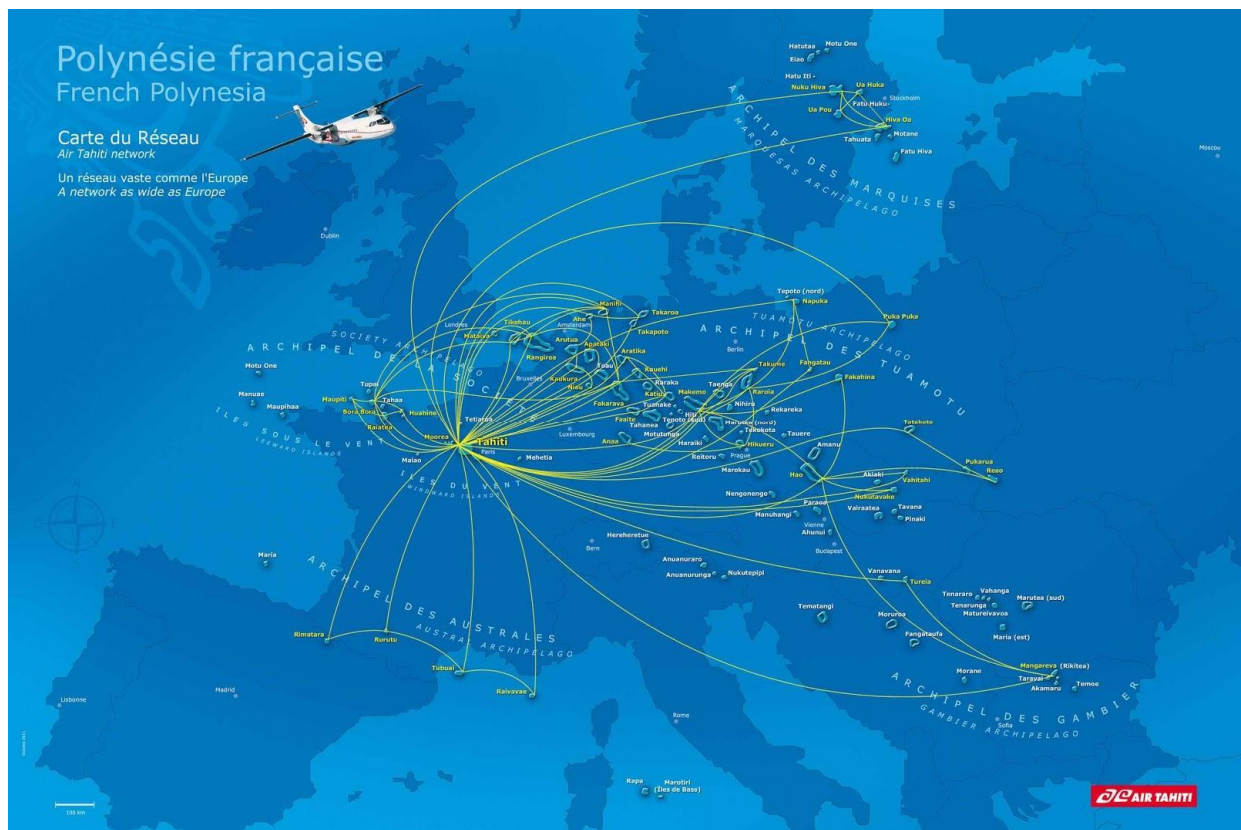 Polynésie française
French Polynesia
Carte du Réseau
Air Tahiti network
Un réseau vaste comme l'Europe
A network as wide as Europe
Hatutaa
Motu One
Eiao
Hatu Iti
Nuku Hiva
Ua Huka
Stockholm
Fatu Huku
Ua Pou
Hiva Oa
Tahuata
Motane
Fatu Hiva
Moscou
ARCHIPEL DES MARQUISES
MARQUESAS ARCHIPELAGO
Dublin
Tepoto (nord)
Napuka
Puka Puka
TUAMOTU ARCHIPELAGO
ARCHIPEL DES TUAMOTU
Manihi
Takaroa
Ahe
Takapoto
Londres
Tikehau
Mataiva
Amsterdam
Arutua
Apataki
Rangiroa
Aratika
Toau
Kauehi
Berlin
Takume
Fangatau
Fakahina
SOCIETY ARCHIPELAGO
ARCHIPEL DE LA SOCIÉTÉ
Motu One
Manuae
Maupihaa
Tupai
Maupiti
Tahaa
Bora Bora
Huahine
Raiatea
ILES SOUS LE VENT
LEEWARD ISLANDS
Bruxelles
Kaukura
Niau
Raraka
Katiu
Makemo
Taenga
Raroia
Nihiru
Rekareka
Fakarava
Tuanake
Hiti
Faaite
Tepoto (sud)
Marutea (nord)
Tahanea
Motutunga
Tekokota
Tauere
Tatakoto
Tetiaroa
Moorea
Tahiti
Paris
Luxembourg
Anaa
Haraiki
Hikueru
Amanu
Reitoru
Prague
Maiao
Mehetia
Marokau
Hao
Akiaki
Vahitahi
Pukarua
Reao
ILES DU VENT
WINDWARD ISLANDS
Nengonengo
Nukutavake
Manuhangi
Paraoa
Vairaatea
Tavana
Pinaki
Vienne
Ahunui
Budapest
Hereheretue
Bern
Maria
Anuanuraro
Anuanurunga
Nukutepipi
Vanavana
Tureia
Tenararo
Vahanga
Tenarunga
Matureivavoa
Marutea (sud)
Maria (est)
Tematangi
Moruroa
Fangataufa
ARCHIPEL DES AUSTRALES
AUSTRAY ARCHIPELAGO
Rimatara
Rurutu
Tubuai
Raivavae
Morane
Mangareva (Rikitea)
Taravai
Akamaru
Temoe
ARCHIPEL DES GAMBIER
GAMBIER ARCHIPELAGO
Sofia
Lisbonne
Madrid
Rome
Rapa
Marotiri
(Îles de Bass)
100 km
AIR TAHITI